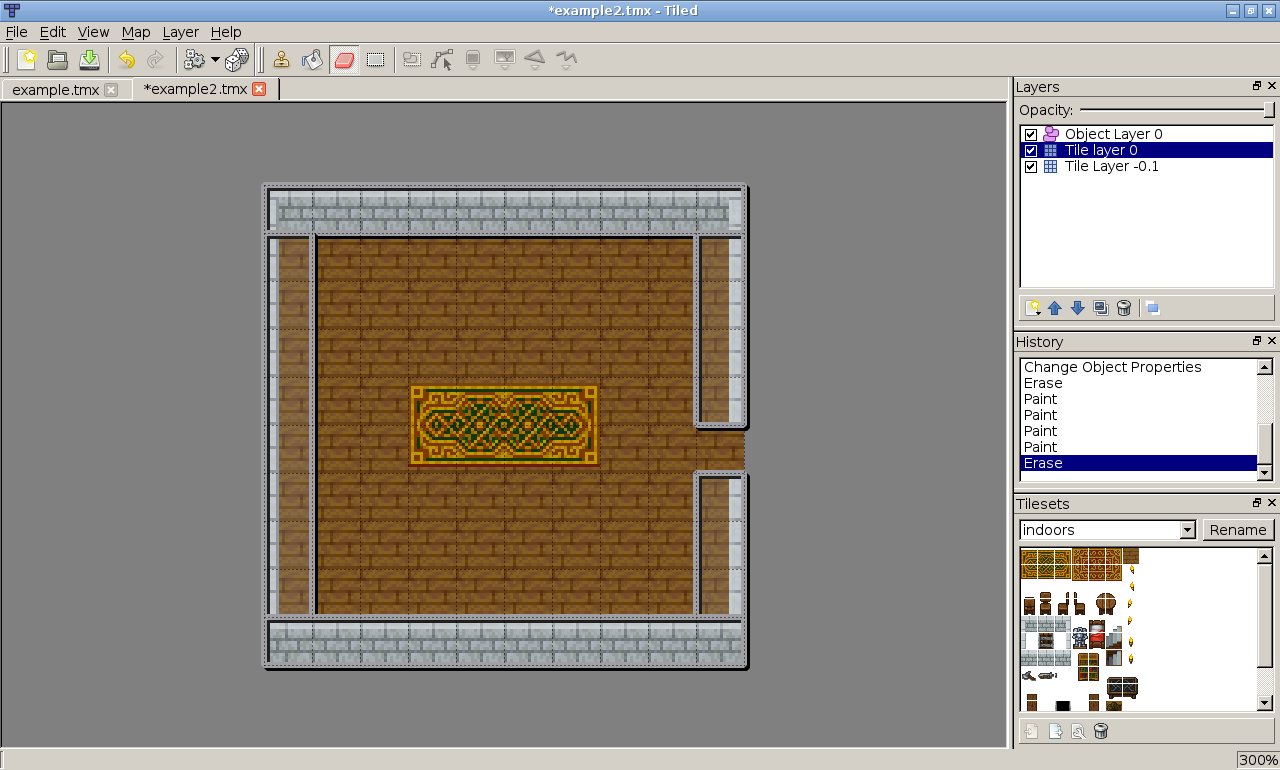 *example2.tmx - Tiled
File Edit View Map Layer Help
example.tmx *example2.tmx
Layers
Opacity:
Object Layer 0
Tile layer 0
Tile Layer -0.1
History
Change Object Properties
Erase
Paint
Paint
Paint
Paint
Erase
Tilesets
indoors Rename
300%